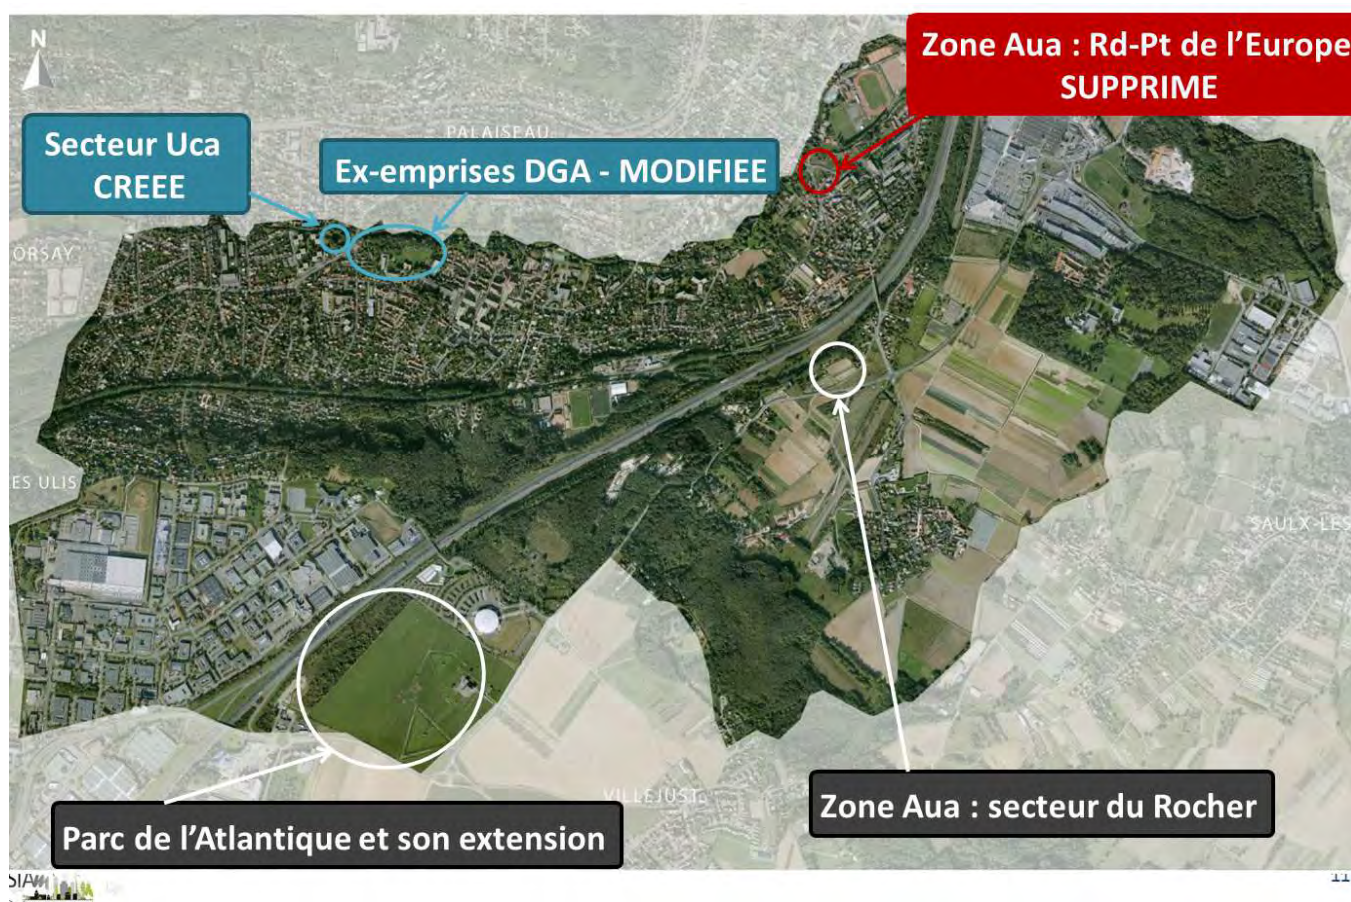 N
Zone Aua : Rd-Pt de l'Europe
SUPPRIME
Secteur Uca
CREEE
PALAISEAU
Ex-emprises DGA - MODIFIEE
ORSAY
ES ULIS
SAULX-LES
VILLEJUST
Zone Aua : secteur du Rocher
Parc de l'Atlantique et son extension
SIAM
11